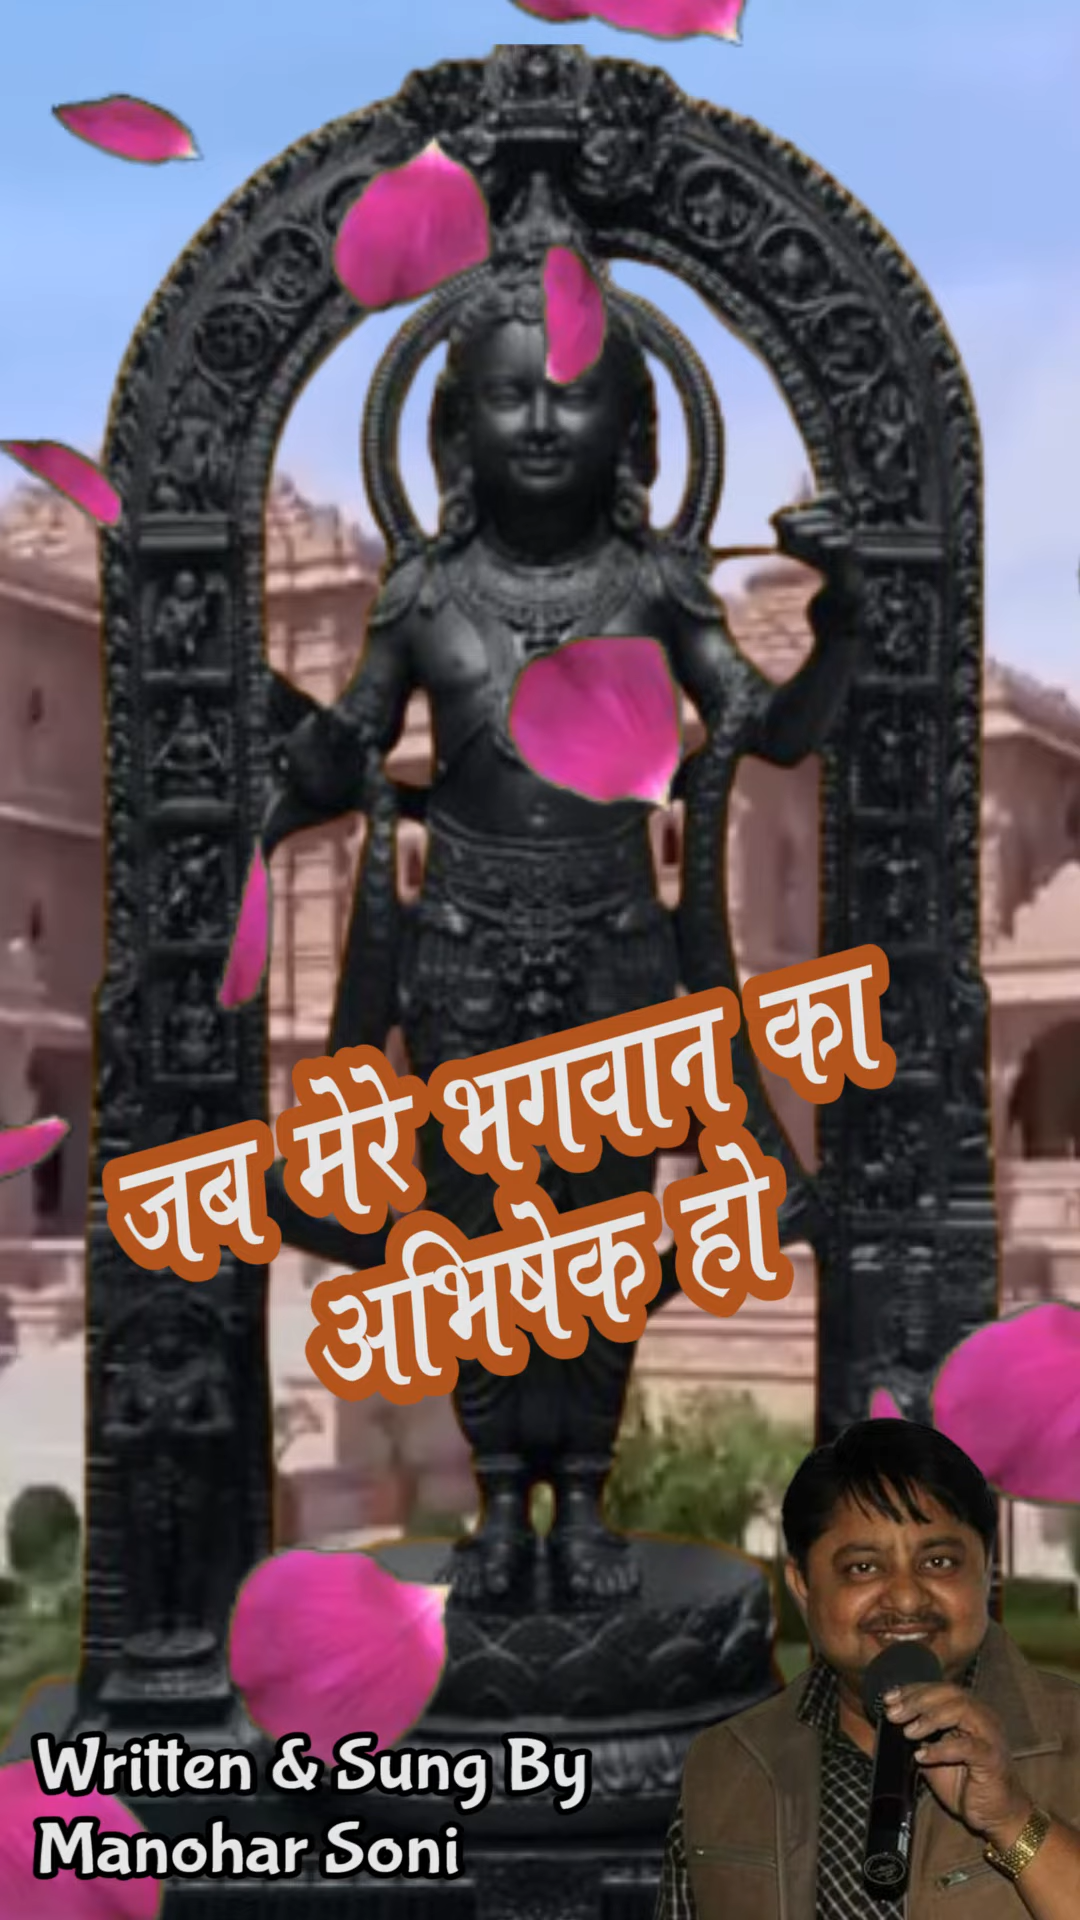 जब मेरे भगवान का
अभिषेक हो
Written & Sung By
Manohar Soni